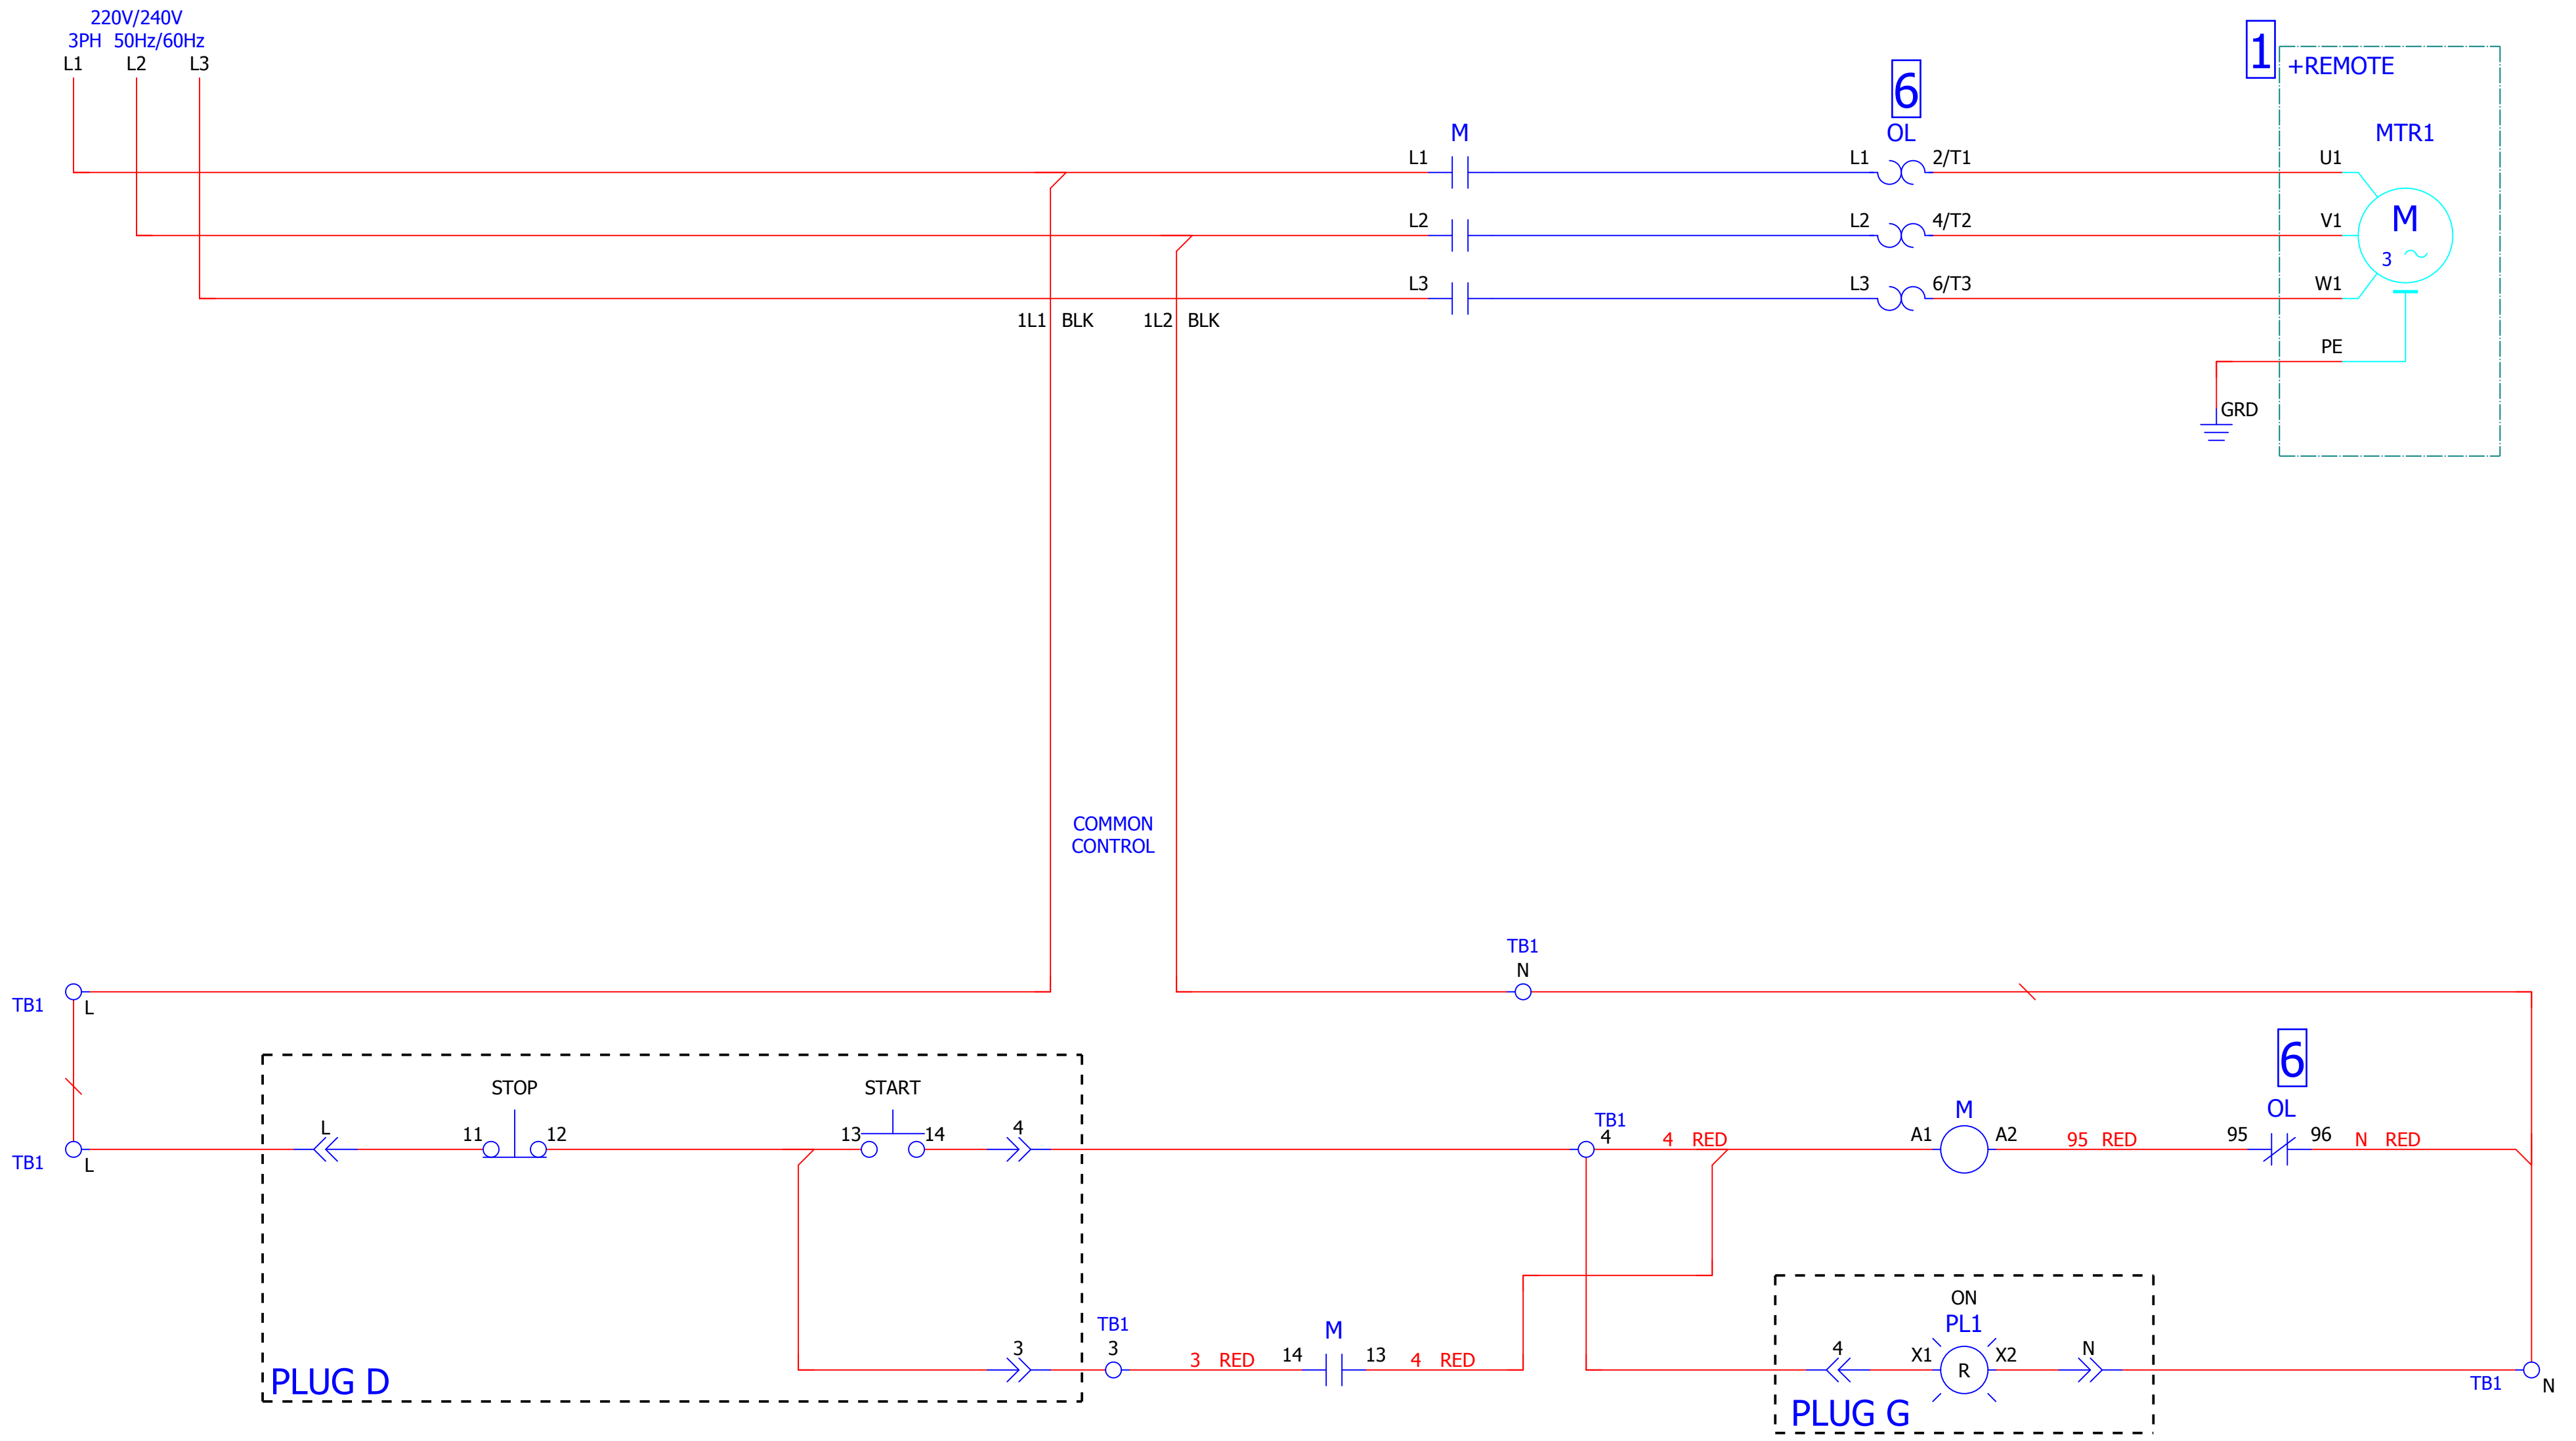 220V/240V
3PH 50Hz/60Hz
L1 L2 L3
1
+REMOTE
6
M
OL
MTR1
L1
L1
2/T1
U1
M
3
L2
L2
4/T2
V1
L3
L3
6/T3
W1
1L1 BLK
1L2 BLK
PE
GRD
COMMON
CONTROL
TB1
N
TB1
L
6
STOP
START
TB1
4
M
OL
TB1
L
L
11
12
13
14
4
4 RED
A1
A2
95 RED
95
96
N RED
ON
PL1
TB1
3
3
3 RED
M
14
13
4 RED
4
X1
R
X2
N
TB1
N
PLUG D
PLUG G